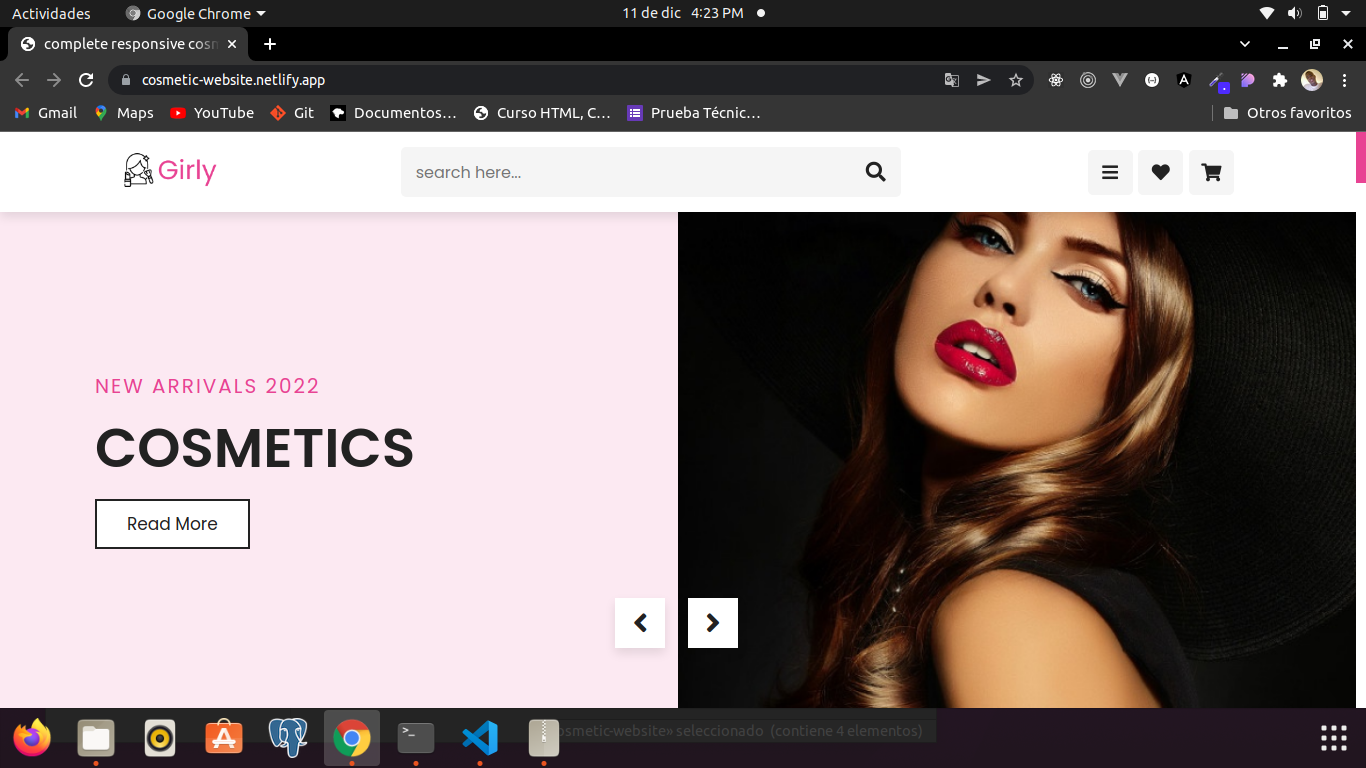 Actividades
Google Chrome
11 de dic 4:23 PM
complete responsive cosm
cosmetic-website.netlify.app
Gmail
Maps
YouTube
Git
Documentos…
Curso HTML, C…
Prueba Técnic…
Otros favoritos
Girly
search here...
NEW ARRIVALS 2022
COSMETICS
Read More
osmetic-website» seleccionado (contiene 4 elementos)